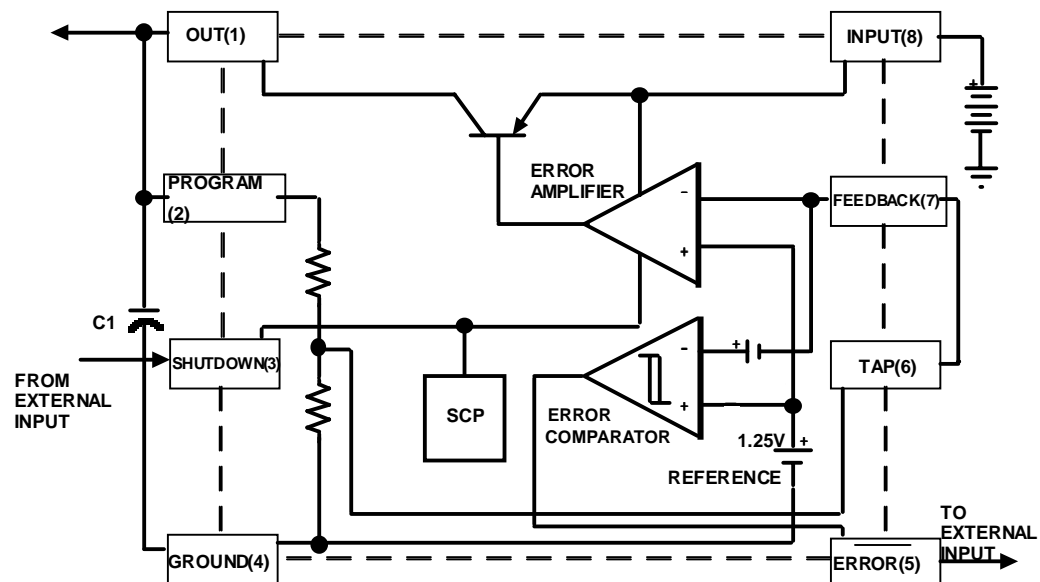 OUT(1)
INPUT(8)
+
ERROR
AMPLIFIER
PROGRAM
(2)
-
FEEDBACK(7)
+
C1
SHUTDOWN(3)
+
-
TAP(6)
FROM
EXTERNAL
INPUT
SCP
+
ERROR
COMPARATOR
1.25V
+
REFERENCE
TO
EXTERNAL
INPUT
GROUND(4)
ERROR(5)